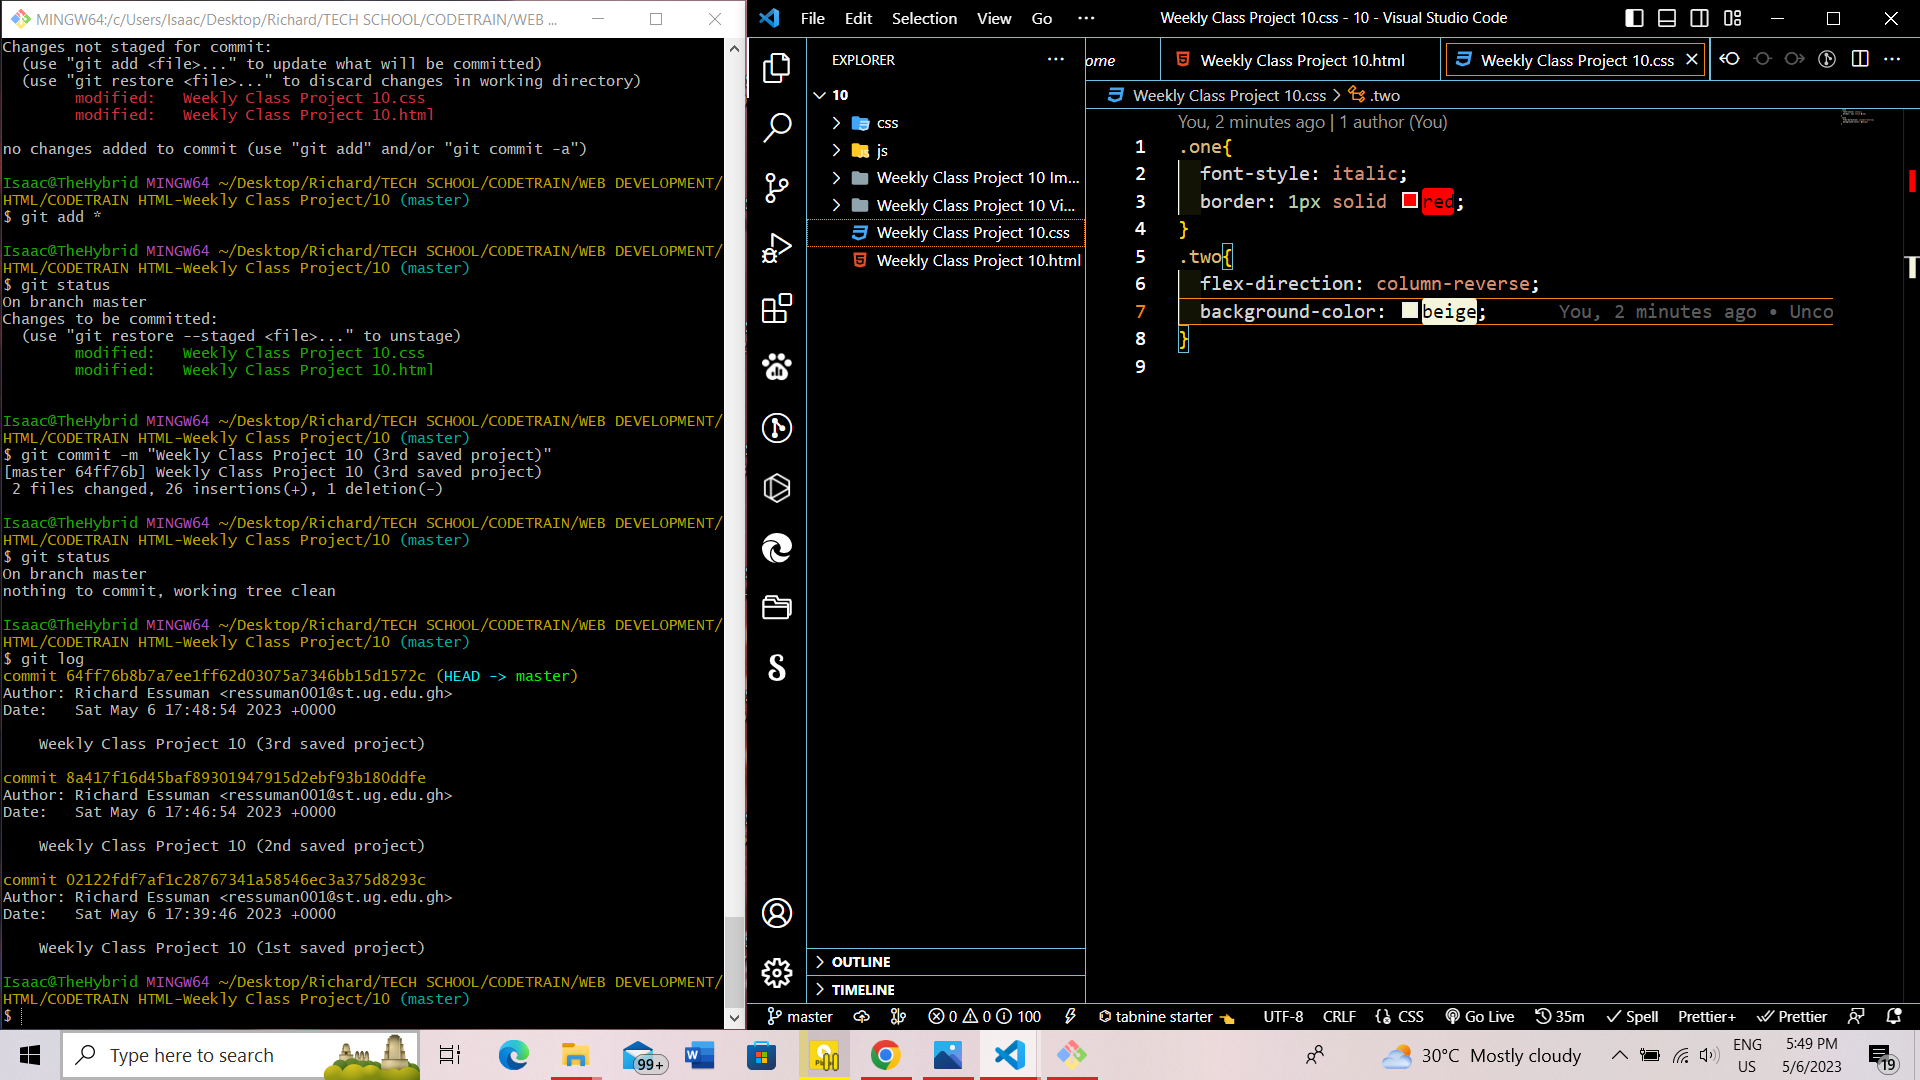 MINGW64:/c/Users/Isaac/Desktop/Richard/TECH SCHOOL/CODETRAIN/WEB ...
Changes not staged for commit:
  (use "git add <file>..." to update what will be committed)
  (use "git restore <file>..." to discard changes in working directory)
        modified:   Weekly Class Project 10.css
        modified:   Weekly Class Project 10.html
no changes added to commit (use "git add" and/or "git commit -a")
Isaac@TheHybrid MINGW64 ~/Desktop/Richard/TECH SCHOOL/CODETRAIN/WEB DEVELOPMENT/
HTML/CODETRAIN HTML-Weekly Class Project/10 (master)
$ git add *
Isaac@TheHybrid MINGW64 ~/Desktop/Richard/TECH SCHOOL/CODETRAIN/WEB DEVELOPMENT/
HTML/CODETRAIN HTML-Weekly Class Project/10 (master)
$ git status
On branch master
Changes to be committed:
  (use "git restore --staged <file>..." to unstage)
        modified:   Weekly Class Project 10.css
        modified:   Weekly Class Project 10.html
Isaac@TheHybrid MINGW64 ~/Desktop/Richard/TECH SCHOOL/CODETRAIN/WEB DEVELOPMENT/
HTML/CODETRAIN HTML-Weekly Class Project/10 (master)
$ git commit -m "Weekly Class Project 10 (3rd saved project)"
[master 64ff76b] Weekly Class Project 10 (3rd saved project)
 2 files changed, 26 insertions(+), 1 deletion(-)
Isaac@TheHybrid MINGW64 ~/Desktop/Richard/TECH SCHOOL/CODETRAIN/WEB DEVELOPMENT/
HTML/CODETRAIN HTML-Weekly Class Project/10 (master)
$ git status
On branch master
nothing to commit, working tree clean
Isaac@TheHybrid MINGW64 ~/Desktop/Richard/TECH SCHOOL/CODETRAIN/WEB DEVELOPMENT/
HTML/CODETRAIN HTML-Weekly Class Project/10 (master)
$ git log
commit 64ff76b8b7a7ee1ff62d03075a7346bb15d1572c (HEAD -> master)
Author: Richard Essuman <ressuman001@st.ug.edu.gh>
Date:   Sat May 6 17:48:54 2023 +0000
    Weekly Class Project 10 (3rd saved project)
commit 8a417f16d45baf89301947915d2ebf93b180ddfe
Author: Richard Essuman <ressuman001@st.ug.edu.gh>
Date:   Sat May 6 17:46:54 2023 +0000
    Weekly Class Project 10 (2nd saved project)
commit 02122fdf7af1c28767341a58546ec3a375d8293c
Author: Richard Essuman <ressuman001@st.ug.edu.gh>
Date:   Sat May 6 17:39:46 2023 +0000
    Weekly Class Project 10 (1st saved project)
Isaac@TheHybrid MINGW64 ~/Desktop/Richard/TECH SCHOOL/CODETRAIN/WEB DEVELOPMENT/
HTML/CODETRAIN HTML-Weekly Class Project/10 (master)
$
File Edit Selection View Go ··· Weekly Class Project 10.css - 10 - Visual Studio Code
EXPLORER ···
10
css
js
Weekly Class Project 10 Im...
Weekly Class Project 10 Vi...
Weekly Class Project 10.css
Weekly Class Project 10.html
OUTLINE
TIMELINE
ome Weekly Class Project 10.html Weekly Class Project 10.css
Weekly Class Project 10.css > .two
You, 2 minutes ago | 1 author (You)
1 .one{
2   font-style: italic;
3   border: 1px solid red;
4 }
5 .two{
6   flex-direction: column-reverse;
7   background-color: beige; You, 2 minutes ago • Unco
8 }
9
master 0 0 100 tabnine starter UTF-8 CRLF CSS Go Live 35m Spell Prettier+ Prettier
Type here to search 99+ 30°C Mostly cloudy ENG US 5:49 PM 5/6/2023 19